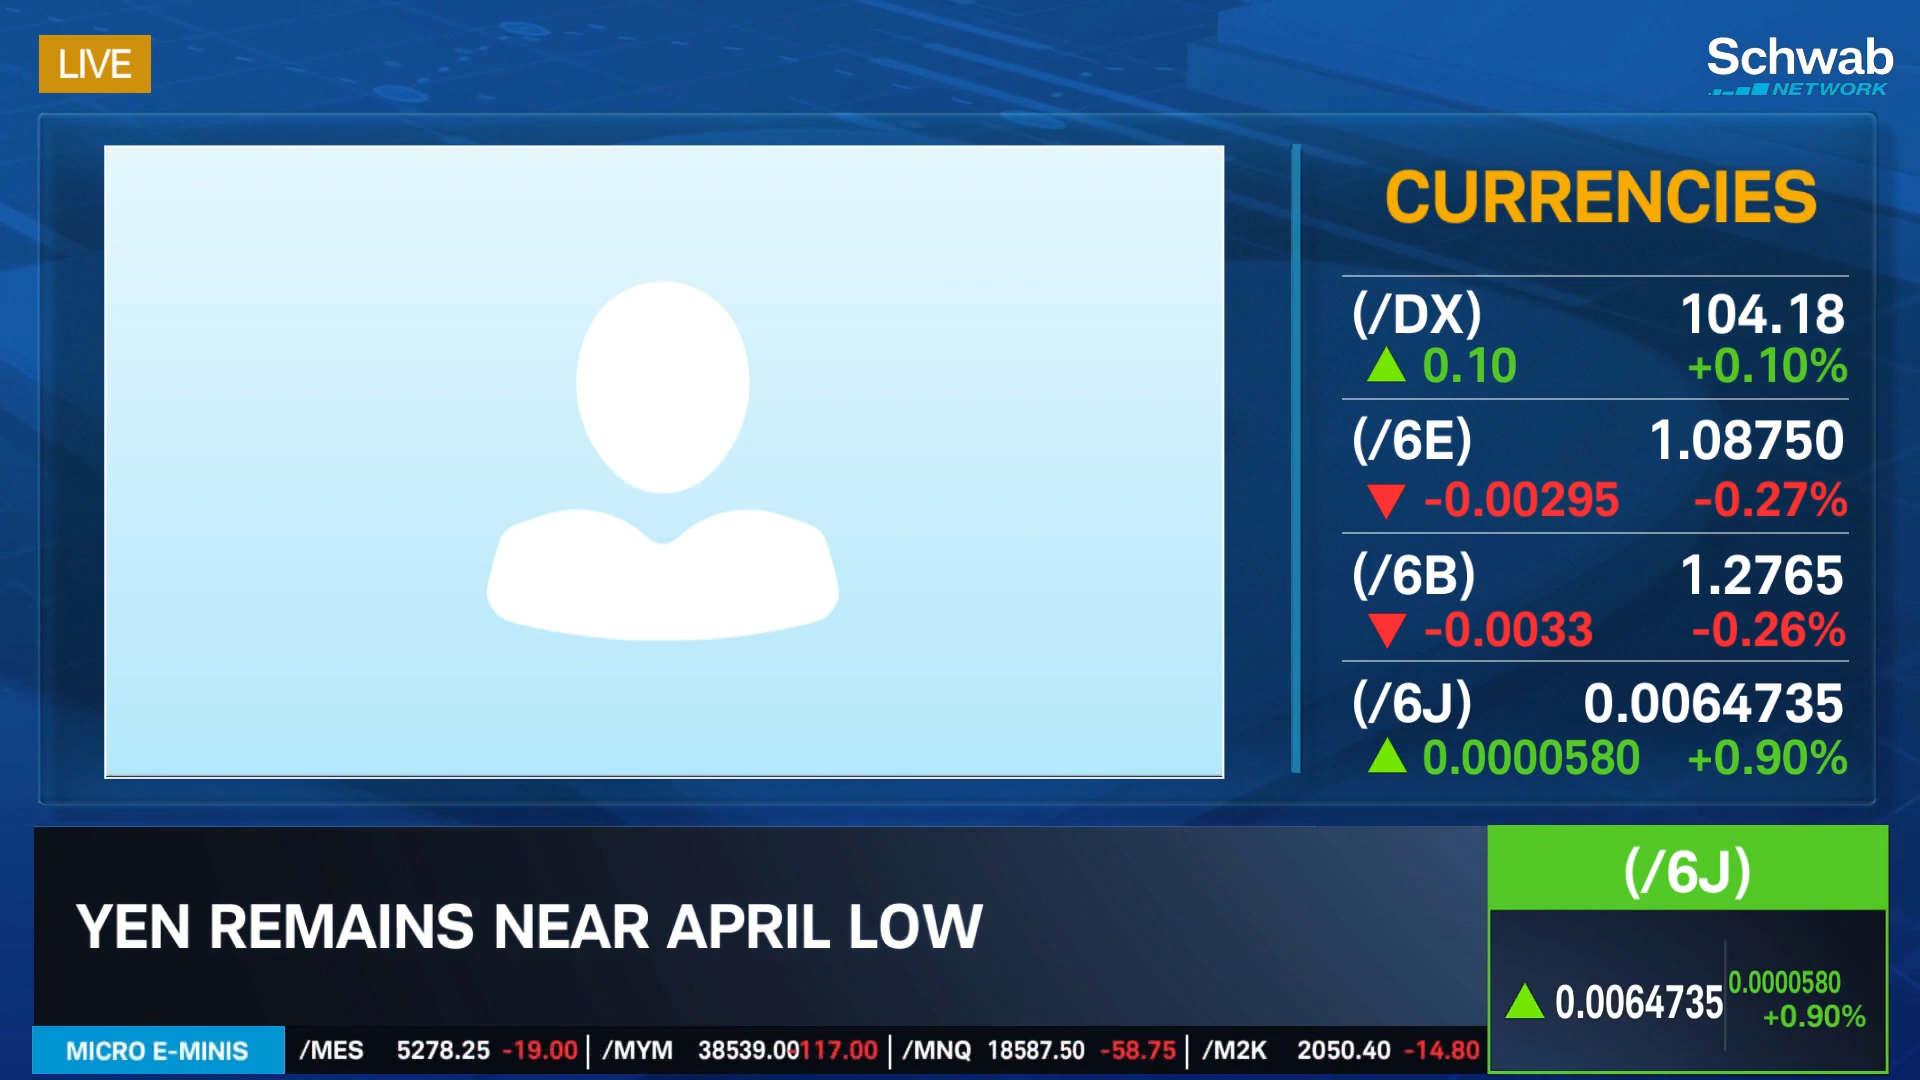 LIVE
Schwab
NETWORK
CURRENCIES
(/DX) 104.18
▲ 0.10 +0.10%
(/6E) 1.08750
▼ -0.00295 -0.27%
(/6B) 1.2765
▼ -0.0033 -0.26%
(/6J) 0.0064735
▲ 0.0000580 +0.90%
YEN REMAINS NEAR APRIL LOW
(/6J)
▲ 0.0064735 0.0000580
+0.90%
MICRO E-MINIS /MES 5278.25 -19.00 | /MYM 38539.00 -117.00 | /MNQ 18587.50 -58.75 | /M2K 2050.40 -14.80